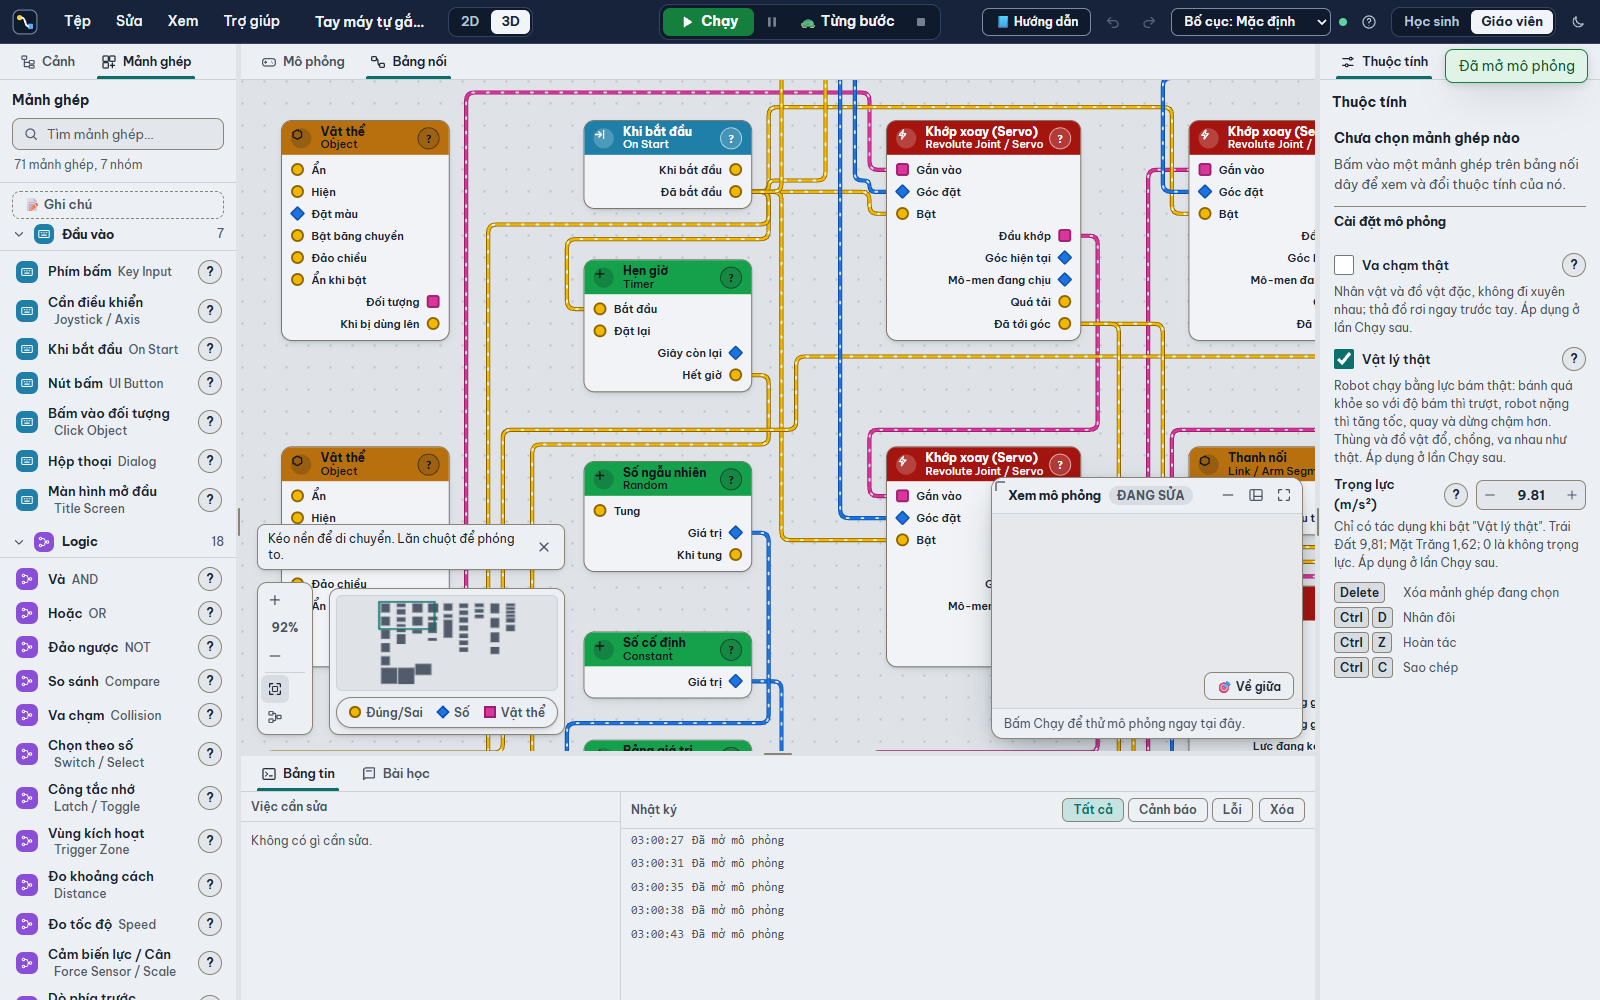 Tệp Sửa Xem Trợ giúp Tay máy tự gắ... 2D 3D Chạy Từng bước Hướng dẫn Bố cục: Mặc định Học sinh Giáo viên
Cảnh Mảnh ghép
Mảnh ghép
Tìm mảnh ghép...
71 mảnh ghép, 7 nhóm
Ghi chú
Đầu vào 7
Phím bấm Key Input ?
Cần điều khiển
Joystick / Axis ?
Khi bắt đầu On Start ?
Nút bấm UI Button ?
Bấm vào đối tượng
Click Object ?
Hộp thoại Dialog ?
Màn hình mở đầu
Title Screen ?
Logic 18
Và AND ?
Hoặc OR ?
Đảo ngược NOT ?
So sánh Compare ?
Va chạm Collision ?
Chọn theo số
Switch / Select ?
Công tắc nhớ
Latch / Toggle ?
Vùng kích hoạt
Trigger Zone ?
Đo khoảng cách
Distance ?
Đo tốc độ Speed ?
Cảm biến lực / Cân
Force Sensor / Scale ?
Dò phía trước
Mô phỏng Bảng nối
Vật thể
Object ?
Ẩn
Hiện
Đặt màu
Bật băng chuyền
Đảo chiều
Ẩn khi bật
Đối tượng
Khi bị dùng lên
Khi bắt đầu
On Start ?
Khi bắt đầu
Đã bắt đầu
Hẹn giờ
Timer ?
Bắt đầu
Đặt lại
Giây còn lại
Hết giờ
Khớp xoay (Servo)
Revolute Joint / Servo ?
Gắn vào
Góc đặt
Bật
Đầu khớp
Góc hiện tại
Mô-men đang chịu
Quá tải
Đã tới góc
Khớp xoay (Se
Revolute Joint /
Gắn vào
Góc đặt
Bật
Đầ
Góc h
Mô-men đa
Đã
Vật thể
Object ?
Ẩn
Hiện
Đảo chiều
Ẩn
Số ngẫu nhiên
Random ?
Tung
Giá trị
Khi tung
Số cố định
Constant ?
Giá trị
Bảng giá trị
Khớp xoay (Servo)
Revolute Joint / Servo ?
Gắn vào
Góc đặt
Bật
G
Mô-men
Thanh nối
Link / Arm Segm
Lực đang k
Kéo nền để di chuyển. Lăn chuột để phóng
to.
92%
Đúng/Sai Số Vật thể
Xem mô phỏng ĐANG SỬA
Về giữa
Bấm Chạy để thử mô phỏng ngay tại đây.
Bảng tin Bài học
Việc cần sửa
Không có gì cần sửa.
Nhật ký Tất cả Cảnh báo Lỗi Xóa
03:00:27 Đã mở mô phỏng
03:00:31 Đã mở mô phỏng
03:00:35 Đã mở mô phỏng
03:00:38 Đã mở mô phỏng
03:00:43 Đã mở mô phỏng
Thuộc tính
Đã mở mô phỏng
Thuộc tính
Chưa chọn mảnh ghép nào
Bấm vào một mảnh ghép trên bảng nối
dây để xem và đổi thuộc tính của nó.
Cài đặt mô phỏng
Va chạm thật ?
Nhân vật và đồ vật đặc, không đi xuyên
nhau; thả đồ rơi ngay trước tay. Áp dụng ở
lần Chạy sau.
Vật lý thật ?
Robot chạy bằng lực bám thật: bánh quá
khỏe so với độ bám thì trượt, robot nặng
thì tăng tốc, quay và dừng chậm hơn.
Thùng và đồ vật đổ, chồng, va nhau như
thật. Áp dụng ở lần Chạy sau.
Trọng lực
(m/s²) ? 9.81
Chỉ có tác dụng khi bật "Vật lý thật". Trái
Đất 9,81; Mặt Trăng 1,62; 0 là không trọng
lực. Áp dụng ở lần Chạy sau.
Delete Xóa mảnh ghép đang chọn
Ctrl D Nhân đôi
Ctrl Z Hoàn tác
Ctrl C Sao chép